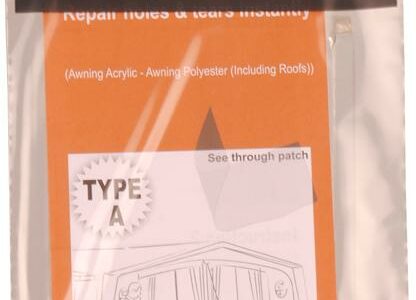 Repair holes & tears instantly
(Awning Acrylic - Awning Polyester (Including Roofs))
See through patch
TYPE
A